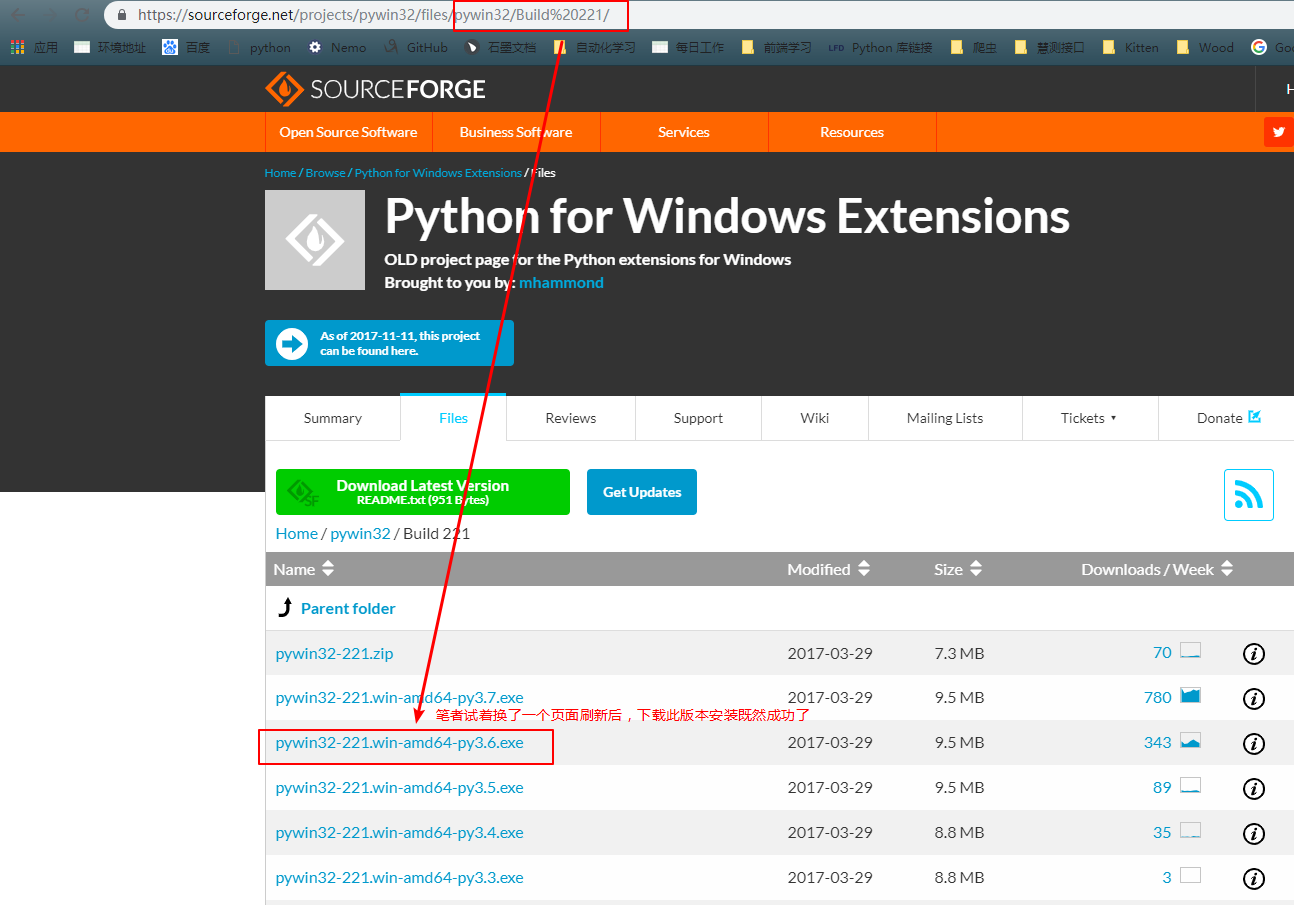 https://sourceforge.net/projects/pywin32/files/pywin32/Build%20221/
应用 环境地址 百度 python Nemo GitHub 石墨文档 自动化学习 每日工作 前端学习 LFD Python 库链接 爬虫 慧测接口 Kitten Wood Goo
SOURCEFORGE
H
Open Source Software Business Software Services Resources
Home / Browse / Python for Windows Extensions / Files
Python for Windows Extensions
OLD project page for the Python extensions for Windows
Brought to you by: mhammond
As of 2017-11-11, this project
can be found here.
Summary Files Reviews Support Wiki Mailing Lists Tickets Donate
SF
Download Latest Version
README.txt (951 Bytes)
Get Updates
Home / pywin32 / Build 221
Name Modified Size Downloads / Week
Parent folder
pywin32-221.zip 2017-03-29 7.3 MB 70
pywin32-221.win-amd64-py3.7.exe 2017-03-29 9.5 MB 780
笔者试着换了一个页面刷新后，下载此版本安装既然成功了
pywin32-221.win-amd64-py3.6.exe 2017-03-29 9.5 MB 343
pywin32-221.win-amd64-py3.5.exe 2017-03-29 9.5 MB 89
pywin32-221.win-amd64-py3.4.exe 2017-03-29 8.8 MB 35
pywin32-221.win-amd64-py3.3.exe 2017-03-29 8.8 MB 3